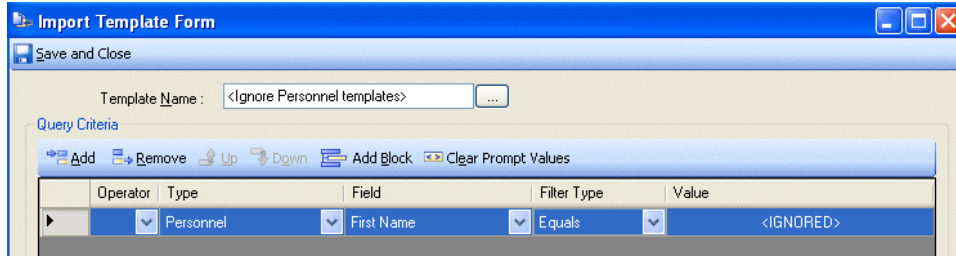 Import Template Form
Save and Close
Template Name : <Ignore Personnel templates> ...
Query Criteria
Add Remove Up Down Add Block Clear Prompt Values
Operator Type Field Filter Type Value
Personnel First Name Equals <IGNORED>